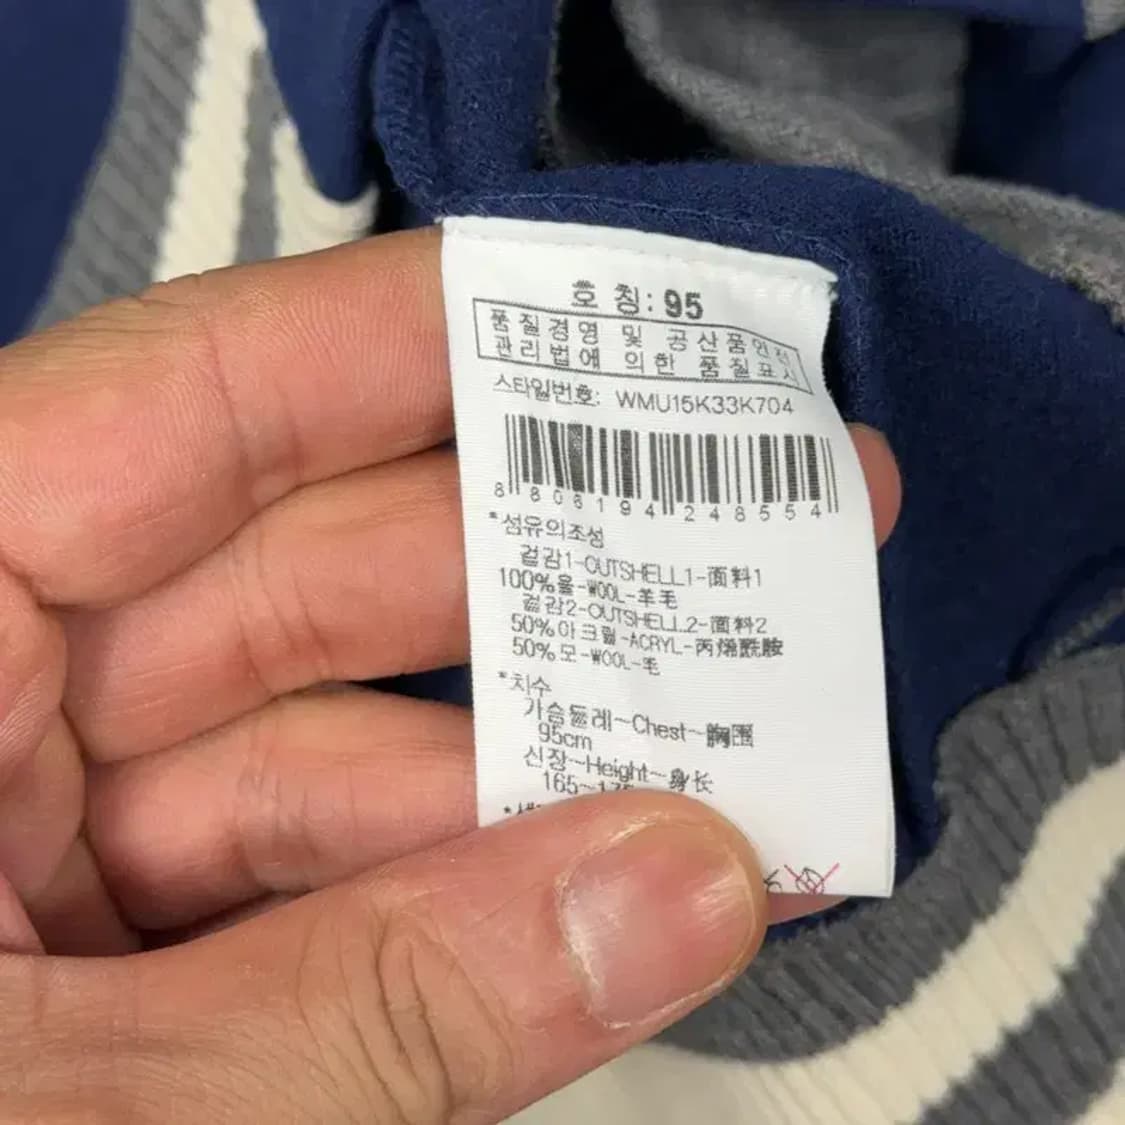 호 칭: 95
품질경영 및 공산품안전
관리법에 의한 품질표시
스타일번호: WMU15K33K704
8 806194 248554
*섬유의조성
겉감1-OUTSHELL1-面料1
100%울-WOOL-羊毛
겉감2-OUTSHELL2-面料2
50%아크릴-ACRYL-丙烯酰胺
50%모-WOOL-毛
*치수
가슴둘레~Chest~胸围
95cm
신장~Height~身长
165~175